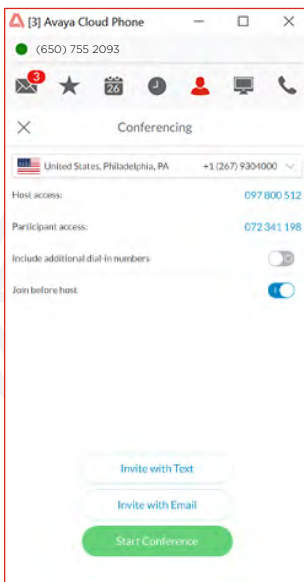 [3] Avaya Cloud Phone
(650) 755 2093
3
26
Conferencing
United States, Philadelphia, PA +1 (267) 9304000
Host access: 097 800 512
Participant access: 072 341 198
Include additional dial-in numbers
Join before host
Invite with Text
Invite with Email
Start Conference